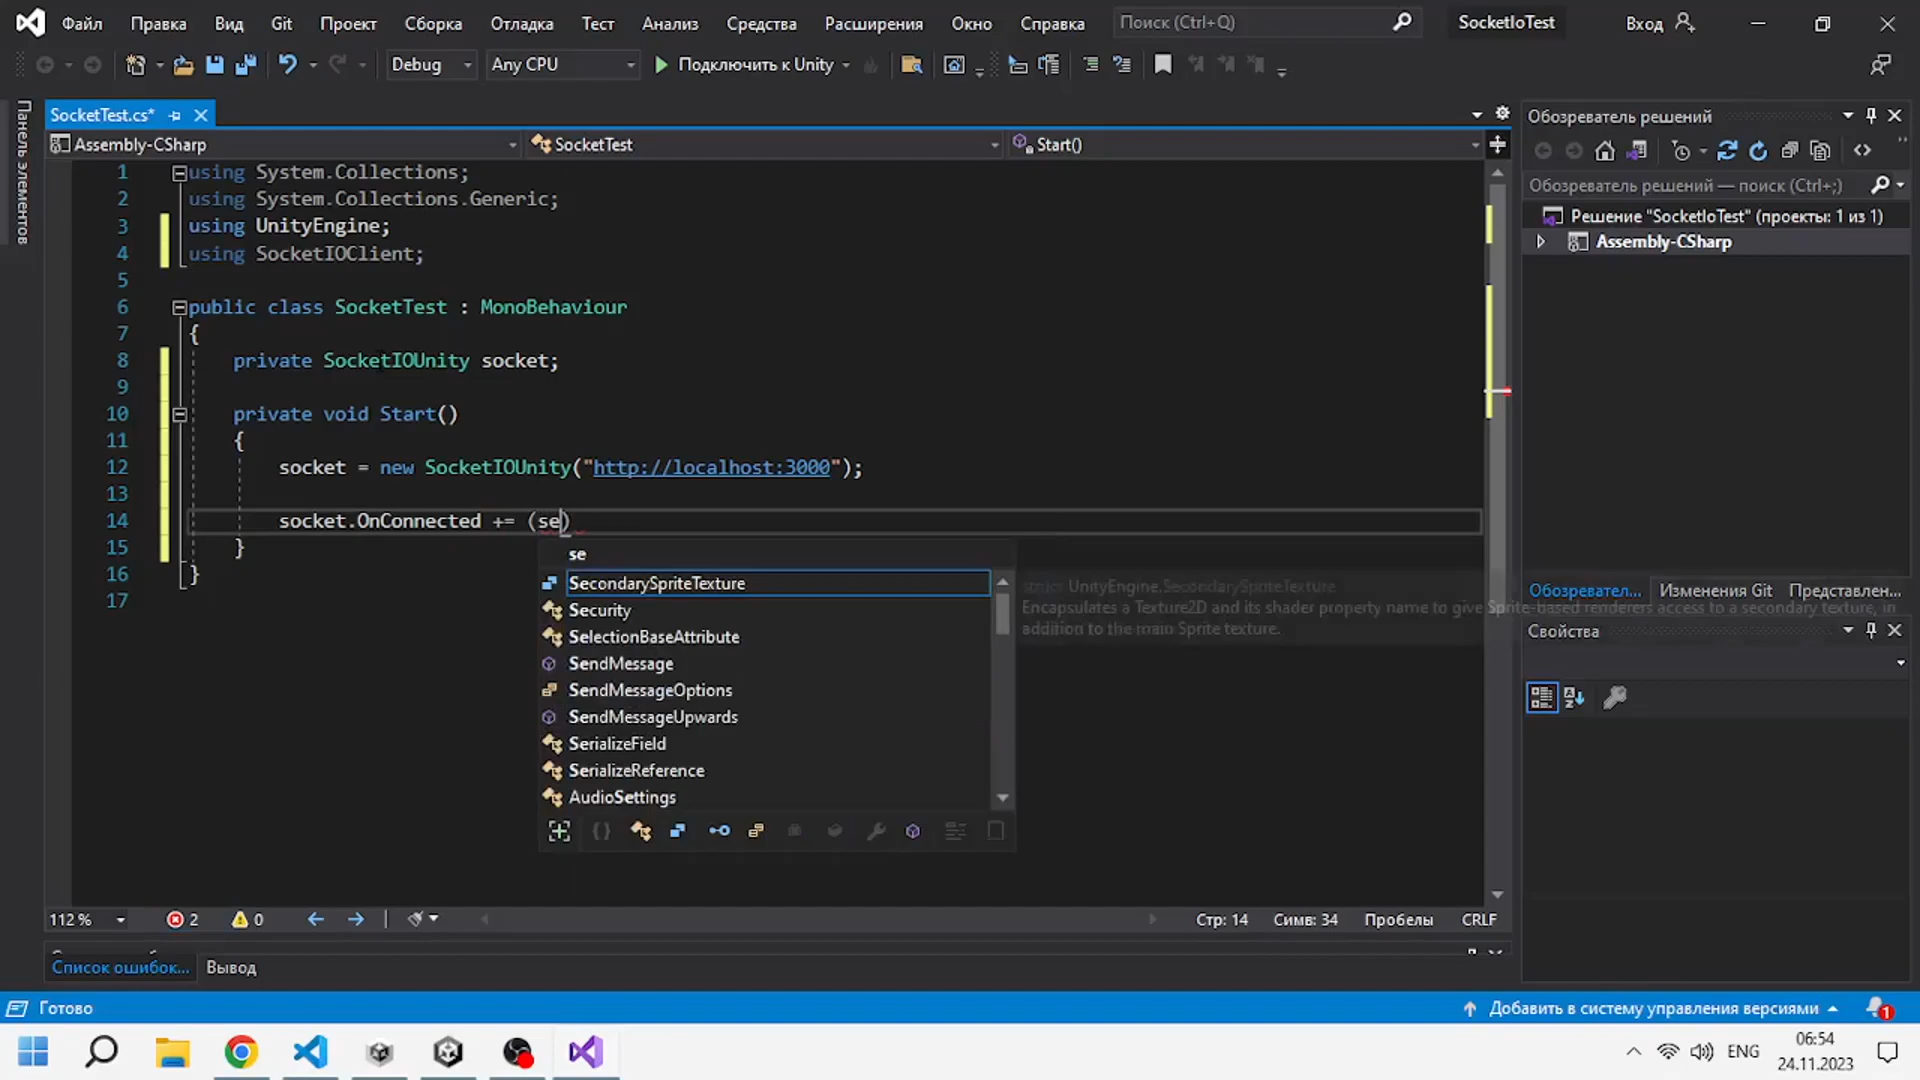 Файл Правка Вид Git Проект Сборка Отладка Тест Анализ Средства Расширения Окно Справка Поиск (Ctrl+Q) SocketIoTest Вход
Debug Any CPU Подключить к Unity
Панель элементов
SocketTest.cs*
Assembly-CSharp SocketTest Start()
1 using System.Collections;
2 using System.Collections.Generic;
3 using UnityEngine;
4 using SocketIOClient;
5
6 public class SocketTest : MonoBehaviour
7 {
8 private SocketIOUnity socket;
9
10 private void Start()
11 {
12 socket = new SocketIOUnity("http://localhost:3000");
13
14 socket.OnConnected += (se)
15 }
16 }
17
se
SecondarySpriteTexture
Security
SelectionBaseAttribute
SendMessage
SendMessageOptions
SendMessageUpwards
SerializeField
SerializeReference
AudioSettings
struct UnityEngine.SecondarySpriteTexture
Encapsulates a Texture2D and its shader property name to give Sprite-based renderers access to a secondary texture, in
addition to the main Sprite texture.
Обозреватель решений
Обозреватель решений — поиск (Ctrl+;)
Решение "SocketIoTest" (проекты: 1 из 1)
Assembly-CSharp
Обозревател... Изменения Git Представлен...
Свойства
112 % 2 0 Стр: 14 Симв: 34 Пробелы CRLF
Список ошибок... Вывод
Готово Добавить в систему управления версиями 1
ENG 06:54
24.11.2023